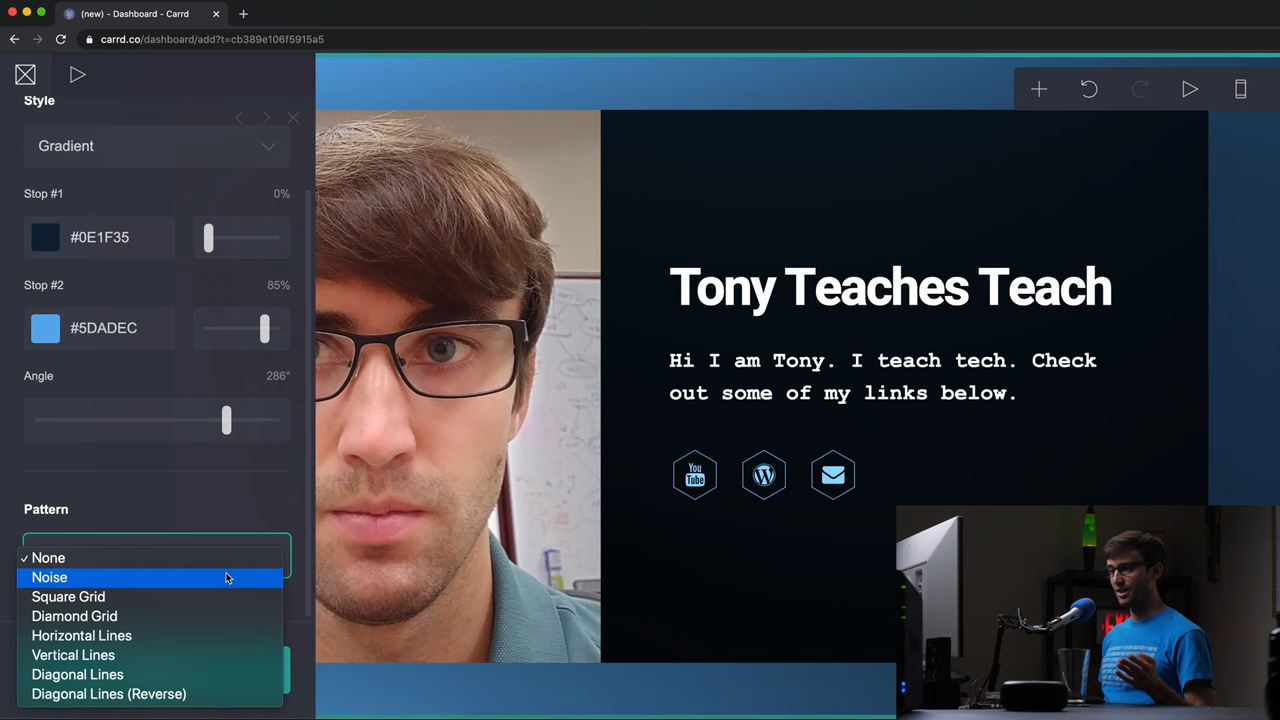 (new) - Dashboard - Carrd
carrd.co/dashboard/add?t=cb389e106f5915a5
Style
Gradient
Stop #1
0%
#0E1F35
Stop #2
85%
#5DADEC
Angle
286°
Pattern
✓ None
Noise
Square Grid
Diamond Grid
Horizontal Lines
Vertical Lines
Diagonal Lines
Diagonal Lines (Reverse)
Tony Teaches Teach
Hi I am Tony. I teach tech. Check
out some of my links below.
You
Tube